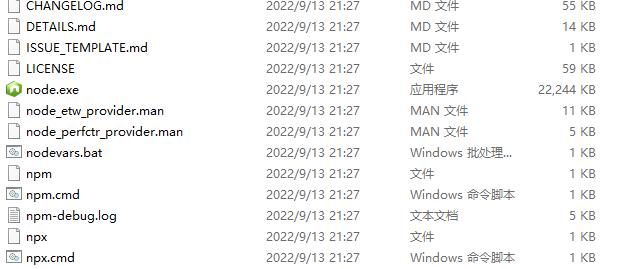 CHANGELOG.md 2022/9/13 21:27 MD 文件 55 KB
DETAILS.md 2022/9/13 21:27 MD 文件 14 KB
ISSUE_TEMPLATE.md 2022/9/13 21:27 MD 文件 1 KB
LICENSE 2022/9/13 21:27 文件 59 KB
node.exe 2022/9/13 21:27 应用程序 22,244 KB
node_etw_provider.man 2022/9/13 21:27 MAN 文件 11 KB
node_perfctr_provider.man 2022/9/13 21:27 MAN 文件 5 KB
nodevars.bat 2022/9/13 21:27 Windows 批处理... 1 KB
npm 2022/9/13 21:27 文件 1 KB
npm.cmd 2022/9/13 21:27 Windows 命令脚本 1 KB
npm-debug.log 2022/9/13 21:27 文本文档 5 KB
npx 2022/9/13 21:27 文件 1 KB
npx.cmd 2022/9/13 21:27 Windows 命令脚本 1 KB